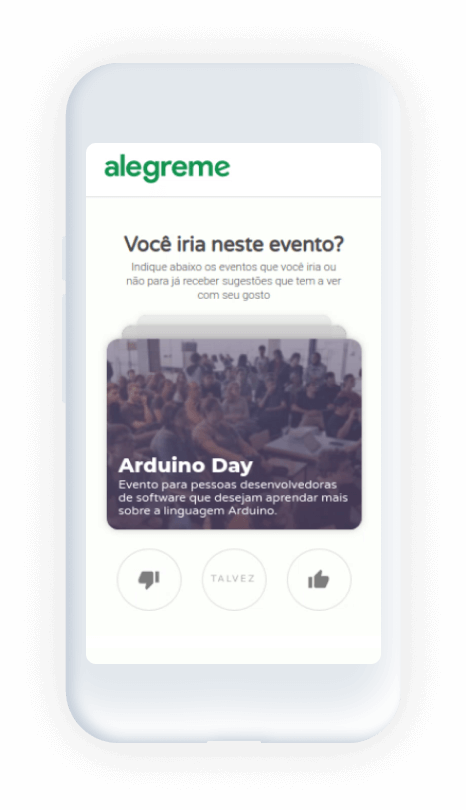 alegreme
Você iria neste evento?
Indique abaixo os eventos que você iria ou
não para já receber sugestões que tem a ver
com seu gosto
Arduino Day
Evento para pessoas desenvolvedoras
de software que desejam aprendar mais
sobre a linguagem Arduino.
TALVEZ